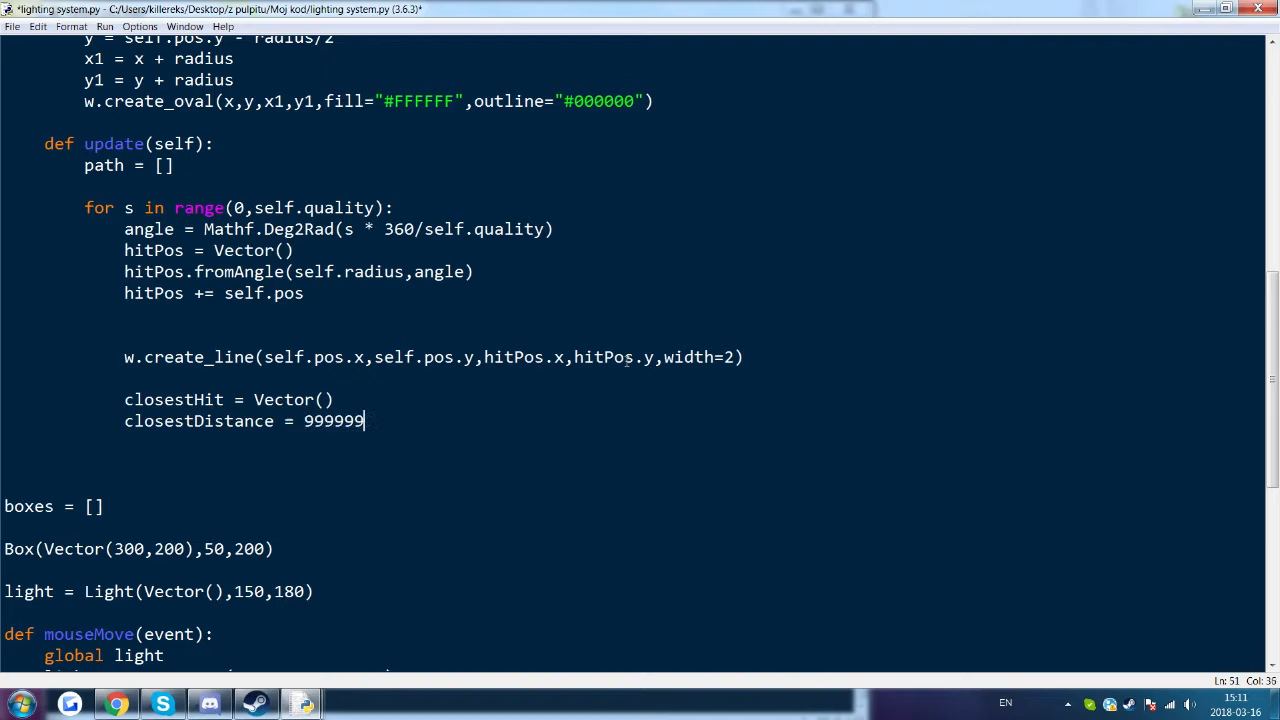 *lighting system.py - C:/Users/killereks/Desktop/z pulpitu/Moj kod/lighting system.py (3.6.3)*
File Edit Format Run Options Window Help
y = self.pos.y - radius/2
x1 = x + radius
y1 = y + radius
w.create_oval(x,y,x1,y1,fill="#FFFFFF",outline="#000000")
def update(self):
path = []
for s in range(0,self.quality):
angle = Mathf.Deg2Rad(s * 360/self.quality)
hitPos = Vector()
hitPos.fromAngle(self.radius,angle)
hitPos += self.pos
w.create_line(self.pos.x,self.pos.y,hitPos.x,hitPos.y,width=2)
closestHit = Vector()
closestDistance = 999999
boxes = []
Box(Vector(300,200),50,200)
light = Light(Vector(),150,180)
def mouseMove(event):
global light
Ln: 51 Col: 36
EN
15:11
2018-03-16